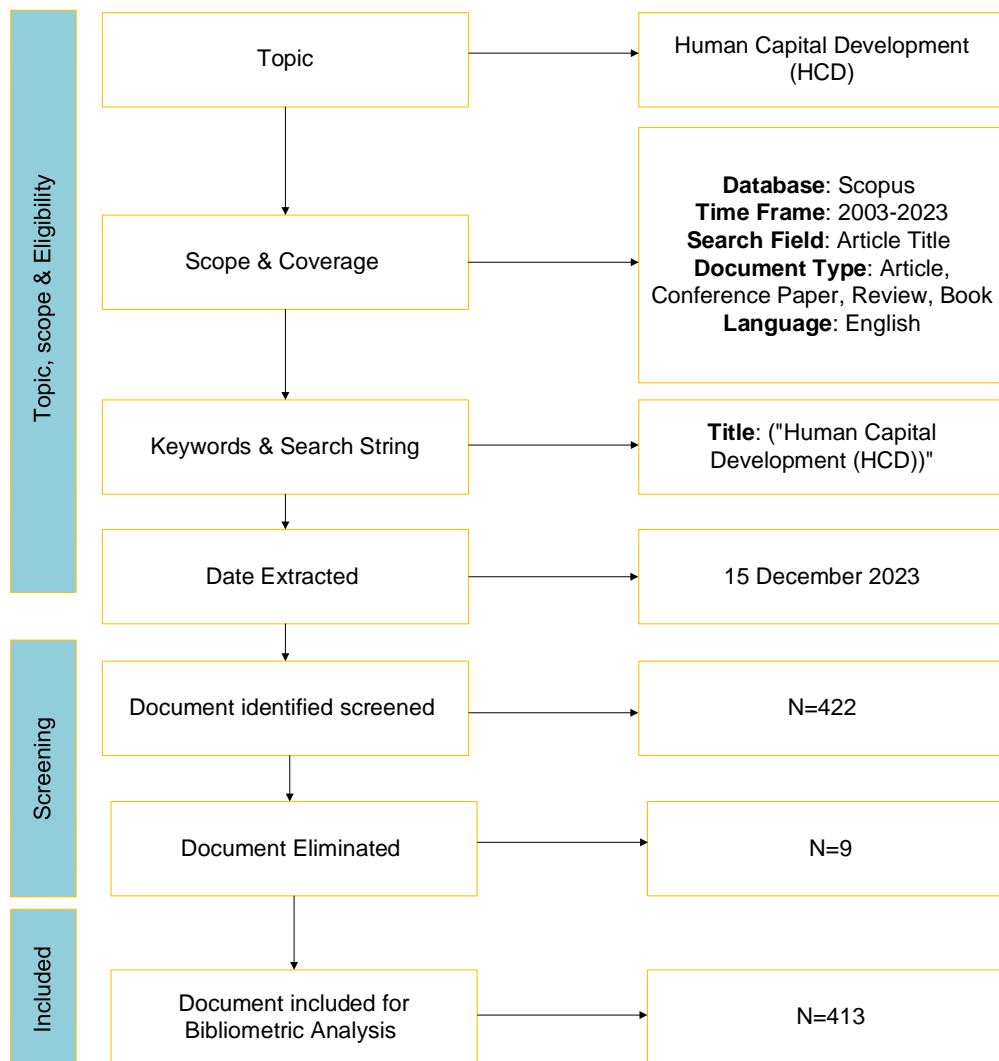 Topic, scope & Eligibility
Topic
Human Capital Development
(HCD)
Scope & Coverage
Database: Scopus
Time Frame: 2003-2023
Search Field: Article Title
Document Type: Article,
Conference Paper, Review, Book
Language: English
Keywords & Search String
Title: ("Human Capital
Development (HCD))"
Date Extracted
15 December 2023
Screening
Document identified screened
N=422
Document Eliminated
N=9
Included
Document included for
Bibliometric Analysis
N=413